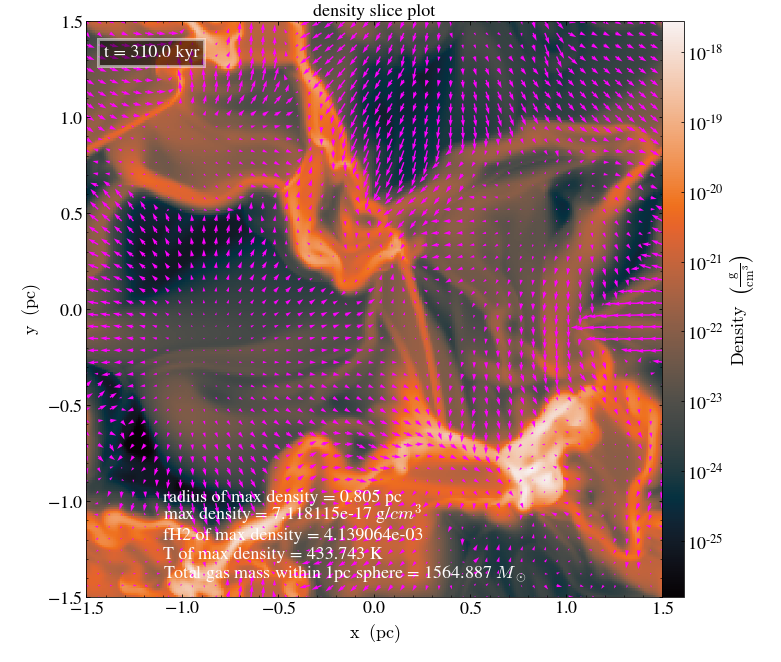 density slice plot
t = 310.0 kyr
1.5
1.0
0.5
0.0
−0.5
−1.0
−1.5
y (pc)
radius of max density = 0.805 pc
max density = 7.118115e-17 g/cm³
fH2 of max density = 4.139064e-03
T of max density = 433.743 K
Total gas mass within 1pc sphere = 1564.887 M⊙
−1.5 −1.0 −0.5 0.0 0.5 1.0 1.5
x (pc)
10⁻¹⁸
10⁻¹⁹
10⁻²⁰
10⁻²¹
10⁻²²
10⁻²³
10⁻²⁴
10⁻²⁵
Density (g/cm³)